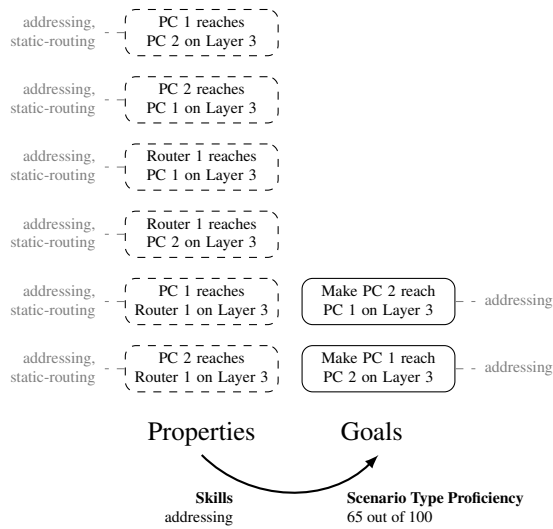 addressing,
static-routing
PC 1 reaches
PC 2 on Layer 3
addressing,
static-routing
PC 2 reaches
PC 1 on Layer 3
addressing,
static-routing
Router 1 reaches
PC 1 on Layer 3
addressing,
static-routing
Router 1 reaches
PC 2 on Layer 3
addressing,
static-routing
PC 1 reaches
Router 1 on Layer 3
Make PC 2 reach
PC 1 on Layer 3
addressing
addressing,
static-routing
PC 2 reaches
Router 1 on Layer 3
Make PC 1 reach
PC 2 on Layer 3
addressing
Properties
Goals
Skills
addressing
Scenario Type Proficiency
65 out of 100